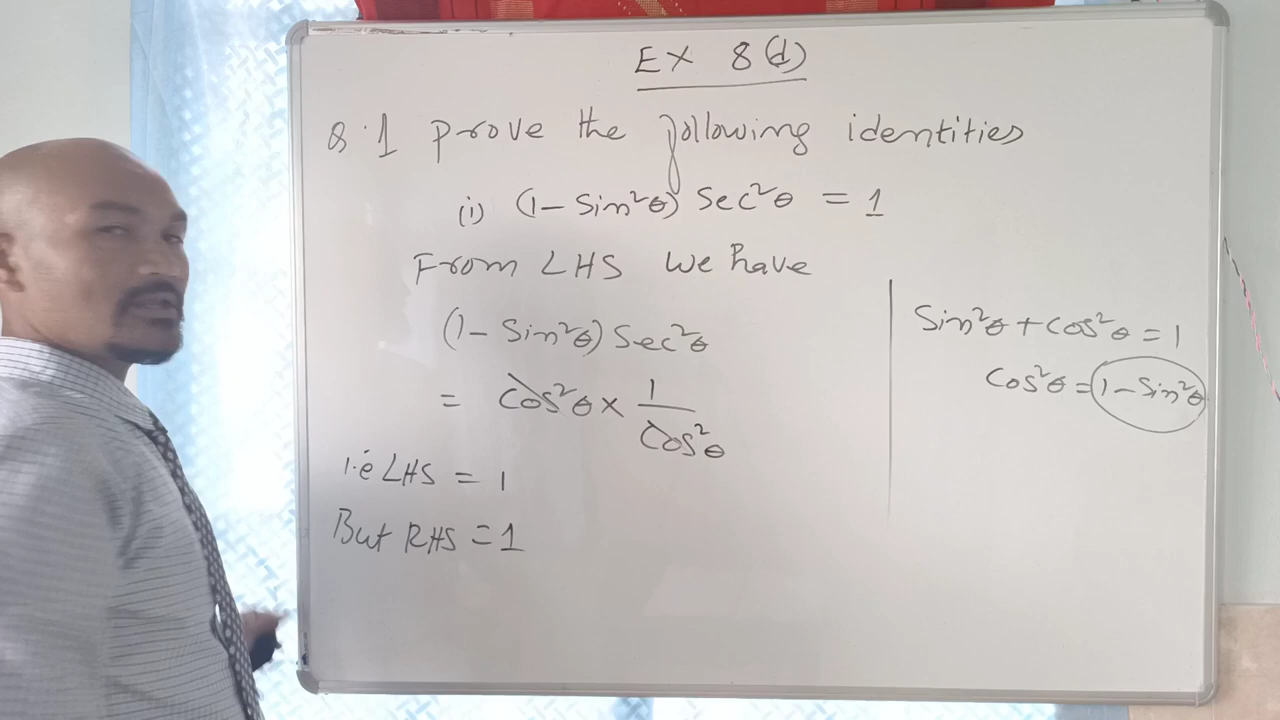 EX 8(d)
Q.1 Prove the following identities
(i) (1 - Sin²θ) Sec²θ = 1
From LHS we have
(1 - Sin²θ) Sec²θ
= Cos²θ × 1/Cos²θ
i.e LHS = 1
But RHS = 1
Sin²θ + Cos²θ = 1
Cos²θ = 1 - Sin²θ